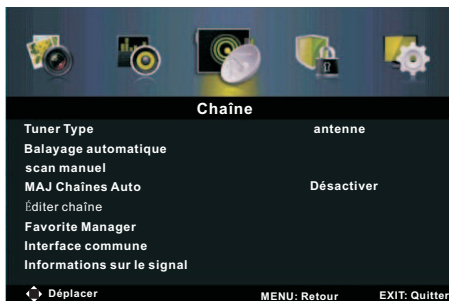 Chaîne
Tuner Type antenne
Balayage automatique
scan manuel
MAJ Chaînes Auto Désactiver
Éditer chaîne
Favorite Manager
Interface commune
Informations sur le signal
Déplacer MENU: Retour EXIT: Quitter